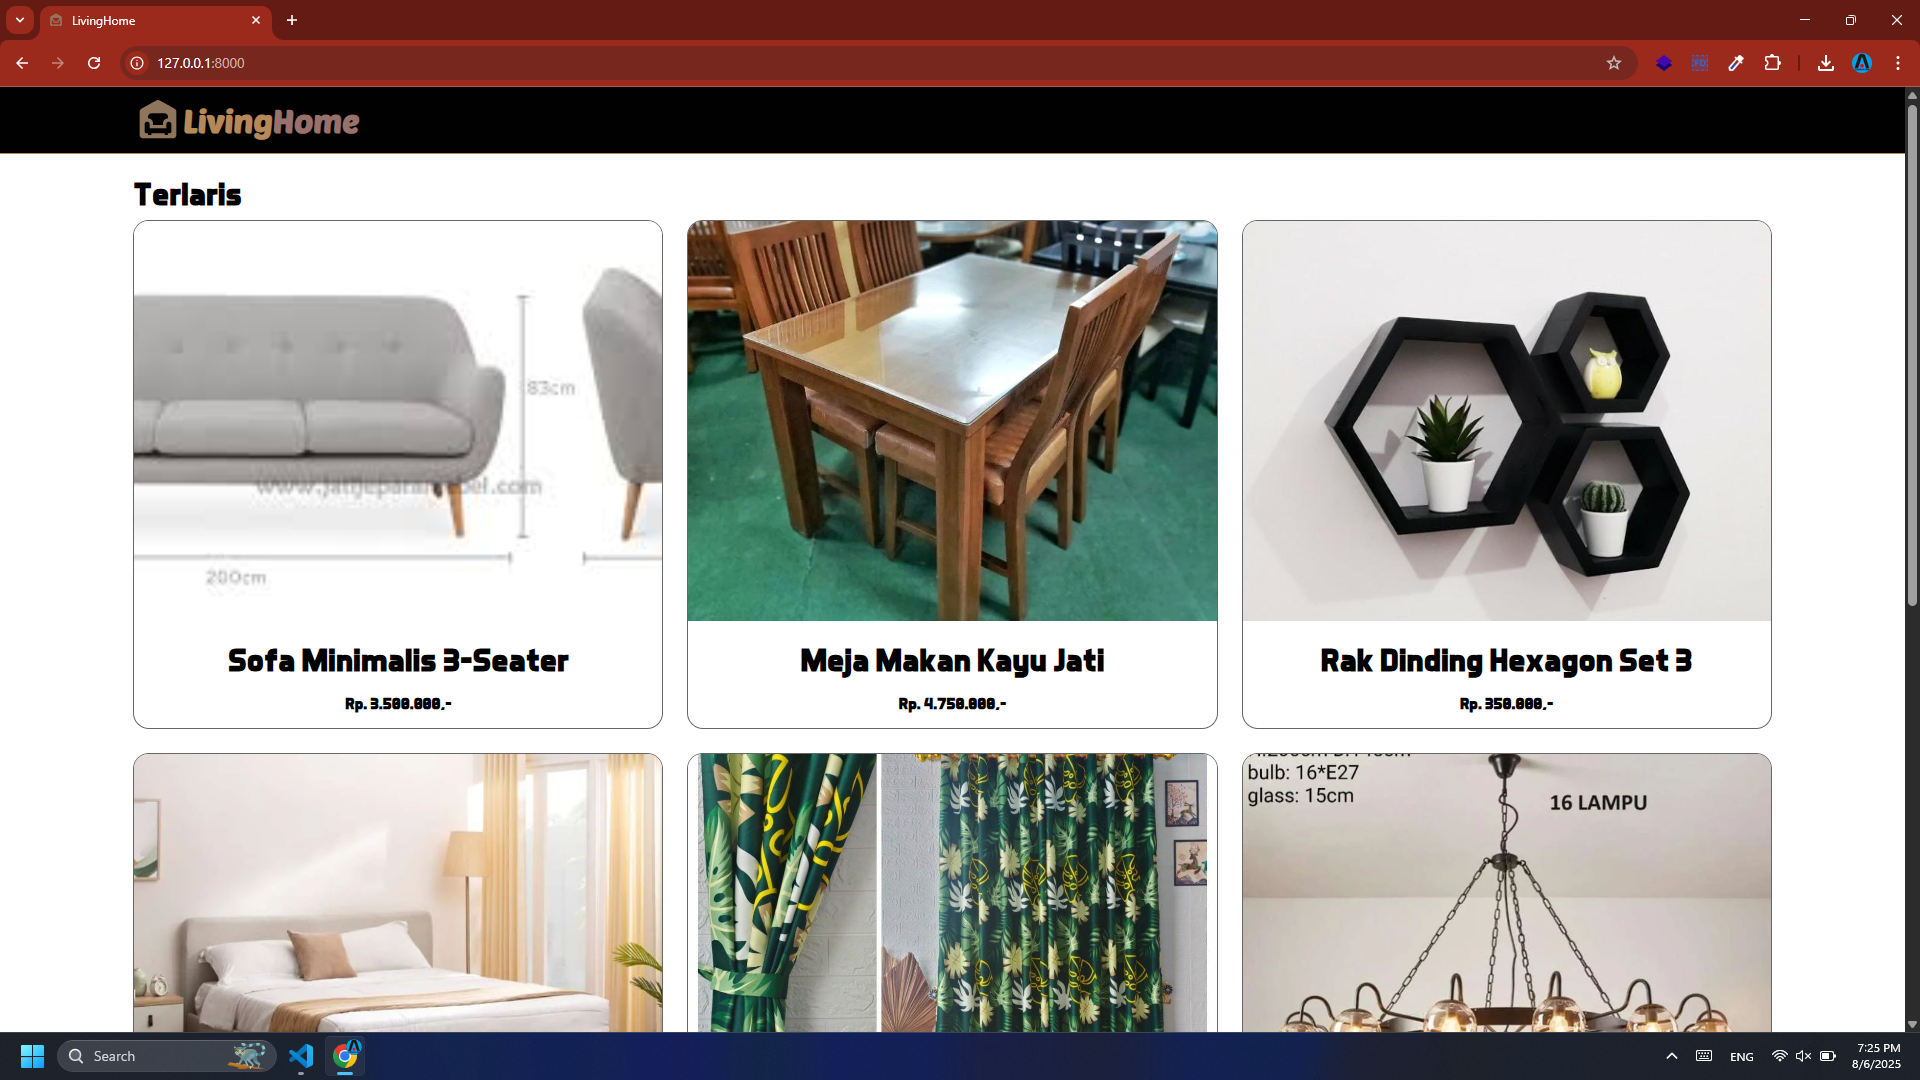 LivingHome
127.0.0.1:8000
LivingHome
Terlaris
83cm
www.jatijeparamebel.com
200cm
Sofa Minimalis 3-Seater
Rp. 3.500.000,-
Meja Makan Kayu Jati
Rp. 4.750.000,-
Rak Dinding Hexagon Set 3
Rp. 350.000,-
bulb: 16*E27
glass: 15cm
16 LAMPU
Search
ENG
7:25 PM
8/6/2025